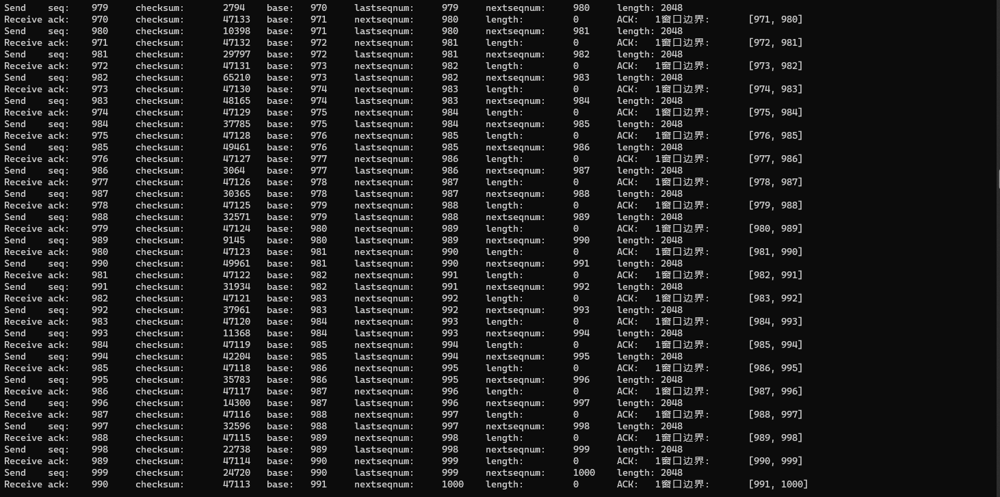 Send seq: 979 checksum: 2794 base: 970 lastseqnum: 979 nextseqnum: 980 length: 2048
Receive ack: 970 checksum: 47133 base: 971 nextseqnum: 980 length: 0 ACK: 1窗口边界: [971, 980]
Send seq: 980 checksum: 10398 base: 971 lastseqnum: 980 nextseqnum: 981 length: 2048
Receive ack: 971 checksum: 47132 base: 972 nextseqnum: 981 length: 0 ACK: 1窗口边界: [972, 981]
Send seq: 981 checksum: 29797 base: 972 lastseqnum: 981 nextseqnum: 982 length: 2048
Receive ack: 972 checksum: 47131 base: 973 nextseqnum: 982 length: 0 ACK: 1窗口边界: [973, 982]
Send seq: 982 checksum: 65210 base: 973 lastseqnum: 982 nextseqnum: 983 length: 2048
Receive ack: 973 checksum: 47130 base: 974 nextseqnum: 983 length: 0 ACK: 1窗口边界: [974, 983]
Send seq: 983 checksum: 48165 base: 974 lastseqnum: 983 nextseqnum: 984 length: 2048
Receive ack: 974 checksum: 47129 base: 975 nextseqnum: 984 length: 0 ACK: 1窗口边界: [975, 984]
Send seq: 984 checksum: 37785 base: 975 lastseqnum: 984 nextseqnum: 985 length: 2048
Receive ack: 975 checksum: 47128 base: 976 nextseqnum: 985 length: 0 ACK: 1窗口边界: [976, 985]
Send seq: 985 checksum: 49461 base: 976 lastseqnum: 985 nextseqnum: 986 length: 2048
Receive ack: 976 checksum: 47127 base: 977 nextseqnum: 986 length: 0 ACK: 1窗口边界: [977, 986]
Send seq: 986 checksum: 3064 base: 977 lastseqnum: 986 nextseqnum: 987 length: 2048
Receive ack: 977 checksum: 47126 base: 978 nextseqnum: 987 length: 0 ACK: 1窗口边界: [978, 987]
Send seq: 987 checksum: 30365 base: 978 lastseqnum: 987 nextseqnum: 988 length: 2048
Receive ack: 978 checksum: 47125 base: 979 nextseqnum: 988 length: 0 ACK: 1窗口边界: [979, 988]
Send seq: 988 checksum: 32571 base: 979 lastseqnum: 988 nextseqnum: 989 length: 2048
Receive ack: 979 checksum: 47124 base: 980 nextseqnum: 989 length: 0 ACK: 1窗口边界: [980, 989]
Send seq: 989 checksum: 9145 base: 980 lastseqnum: 989 nextseqnum: 990 length: 2048
Receive ack: 980 checksum: 47123 base: 981 nextseqnum: 990 length: 0 ACK: 1窗口边界: [981, 990]
Send seq: 990 checksum: 49961 base: 981 lastseqnum: 990 nextseqnum: 991 length: 2048
Receive ack: 981 checksum: 47122 base: 982 nextseqnum: 991 length: 0 ACK: 1窗口边界: [982, 991]
Send seq: 991 checksum: 31934 base: 982 lastseqnum: 991 nextseqnum: 992 length: 2048
Receive ack: 982 checksum: 47121 base: 983 nextseqnum: 992 length: 0 ACK: 1窗口边界: [983, 992]
Send seq: 992 checksum: 37961 base: 983 lastseqnum: 992 nextseqnum: 993 length: 2048
Receive ack: 983 checksum: 47120 base: 984 nextseqnum: 993 length: 0 ACK: 1窗口边界: [984, 993]
Send seq: 993 checksum: 11368 base: 984 lastseqnum: 993 nextseqnum: 994 length: 2048
Receive ack: 984 checksum: 47119 base: 985 nextseqnum: 994 length: 0 ACK: 1窗口边界: [985, 994]
Send seq: 994 checksum: 42204 base: 985 lastseqnum: 994 nextseqnum: 995 length: 2048
Receive ack: 985 checksum: 47118 base: 986 nextseqnum: 995 length: 0 ACK: 1窗口边界: [986, 995]
Send seq: 995 checksum: 35783 base: 986 lastseqnum: 995 nextseqnum: 996 length: 2048
Receive ack: 986 checksum: 47117 base: 987 nextseqnum: 996 length: 0 ACK: 1窗口边界: [987, 996]
Send seq: 996 checksum: 14300 base: 987 lastseqnum: 996 nextseqnum: 997 length: 2048
Receive ack: 987 checksum: 47116 base: 988 nextseqnum: 997 length: 0 ACK: 1窗口边界: [988, 997]
Send seq: 997 checksum: 32596 base: 988 lastseqnum: 997 nextseqnum: 998 length: 2048
Receive ack: 988 checksum: 47115 base: 989 nextseqnum: 998 length: 0 ACK: 1窗口边界: [989, 998]
Send seq: 998 checksum: 22738 base: 989 lastseqnum: 998 nextseqnum: 999 length: 2048
Receive ack: 989 checksum: 47114 base: 990 nextseqnum: 999 length: 0 ACK: 1窗口边界: [990, 999]
Send seq: 999 checksum: 24720 base: 990 lastseqnum: 999 nextseqnum: 1000 length: 2048
Receive ack: 990 checksum: 47113 base: 991 nextseqnum: 1000 length: 0 ACK: 1窗口边界: [991, 1000]